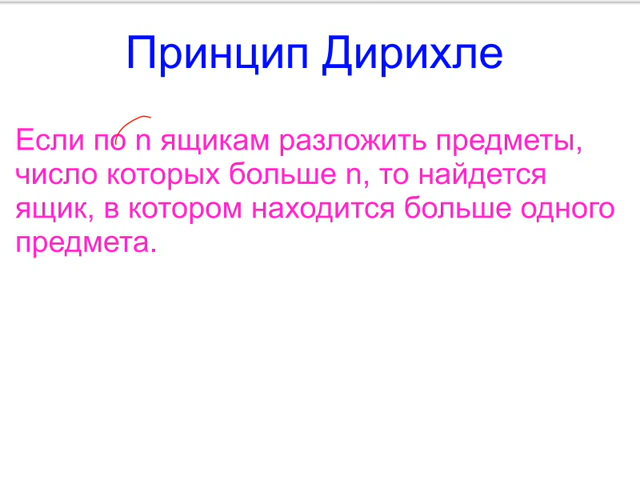 Принцип Дирихле
Если по n ящикам разложить предметы,
число которых больше n, то найдется
ящик, в котором находится больше одного
предмета.